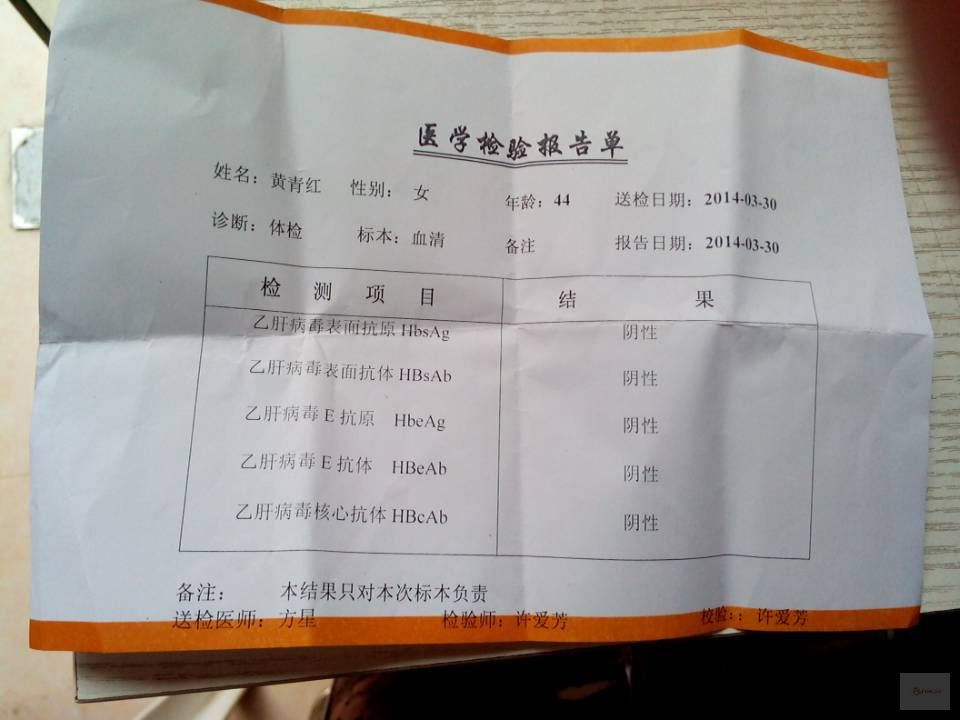 医学检验报告单
姓名：黄青红 性别：女 年龄：44 送检日期：2014-03-30
诊断：体检 标本：血清 备注 报告日期：2014-03-30
检 测 项 目 结 果
乙肝病毒表面抗原 HbsAg 阴性
乙肝病毒表面抗体 HBsAb 阴性
乙肝病毒 E 抗原 HbeAg 阴性
乙肝病毒 E 抗体 HBeAb 阴性
乙肝病毒核心抗体 HBcAb 阴性
备注： 本结果只对本次标本负责
送检医师：方星 检验师：许爱芳 校验：：许爱芳